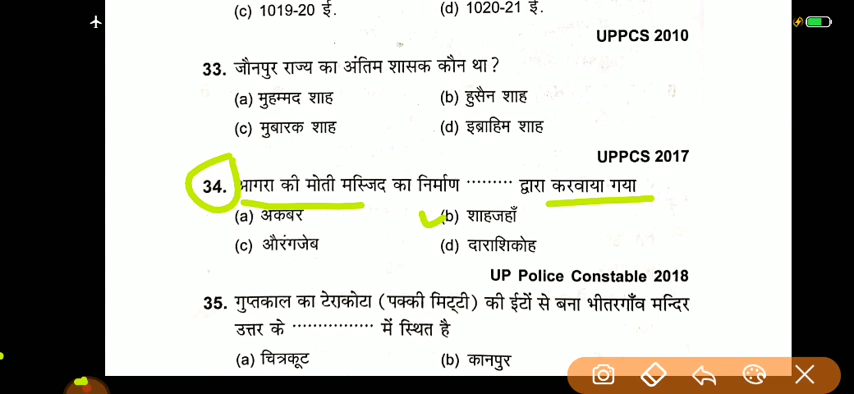 (c) 1019-20 ई.
(d) 1020-21 ई.
UPPCS 2010
33. जौनपुर राज्य का अंतिम शासक कौन था?
(a) मुहम्मद शाह
(b) हुसैन शाह
(c) मुबारक शाह
(d) इब्राहिम शाह
UPPCS 2017
34. आगरा की मोती मस्जिद का निर्माण ········· द्वारा करवाया गया
(a) अकबर
(b) शाहजहाँ
(c) औरंगजेब
(d) दाराशिकोह
UP Police Constable 2018
35. गुप्तकाल का टेराकोटा (पक्की मिट्टी) की ईंटों से बना भीतरगाँव मन्दिर
उत्तर के ················ में स्थित है
(a) चित्रकूट
(b) कानपुर